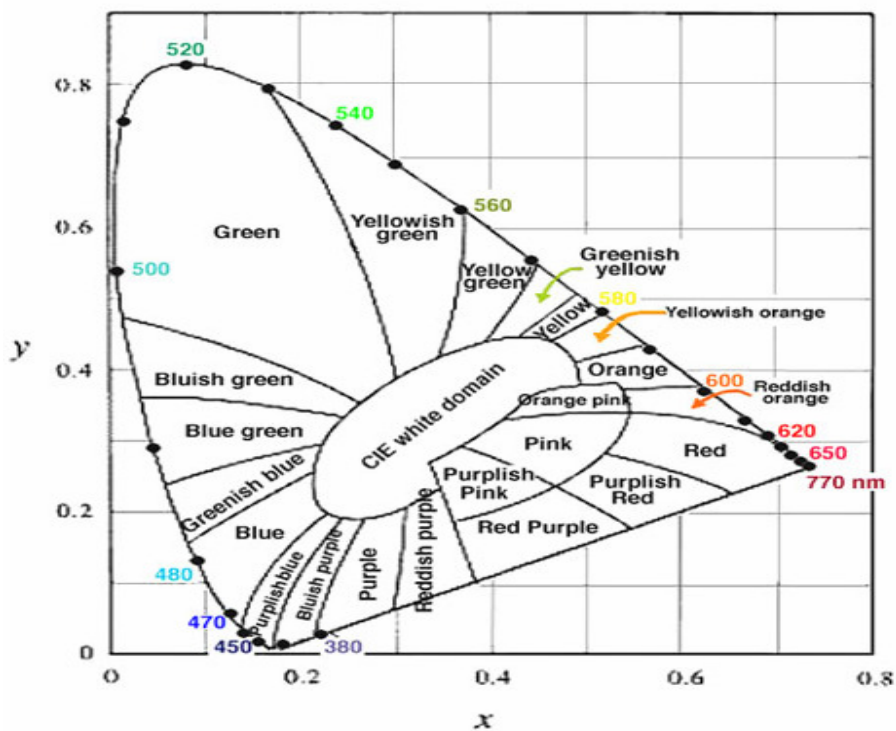 520
0.8
540
560
Green
Yellowish
green
Greenish
yellow
Yellow
green
0.6
500
580
Yellow
Yellowish orange
y
0.4
Bluish green
Orange
600
Reddish
orange
Orange pink
CIE white domain
Blue green
Pink
Red
620
650
770 nm
Greenish blue
Purplish
Pink
Purplish
Red
0.2
Blue
Red Purple
480
Purplish blue
Bluish purple
Purple
Reddish purple
470
450
380
0
0
0.2
0.4
0.6
0.8
x